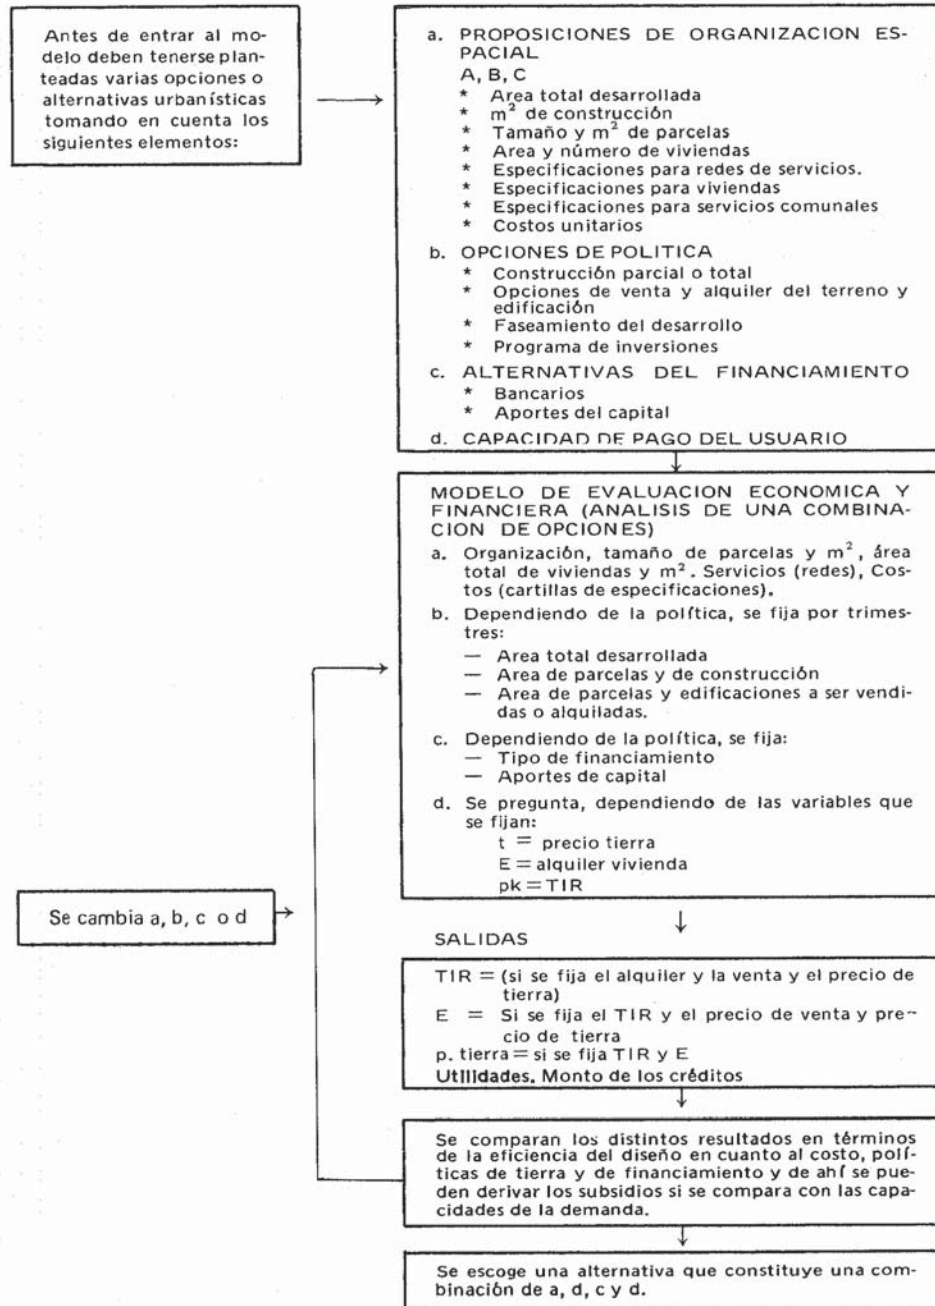 Antes de entrar al mo-
delo deben tenerse plan-
teadas varias opciones o
alternativas urbanísticas
tomando en cuenta los
siguientes elementos:
a. PROPOSICIONES DE ORGANIZACION ES-
PACIAL
A, B, C
* Area total desarrollada
* m² de construcción
* Tamaño y m² de parcelas
* Area y número de viviendas
* Especificaciones para redes de servicios.
* Especificaciones para viviendas
* Especificaciones para servicios comunales
* Costos unitarios
b. OPCIONES DE POLITICA
* Construcción parcial o total
* Opciones de venta y alquiler del terreno y
edificación
* Faseamiento del desarrollo
* Programa de inversiones
c. ALTERNATIVAS DEL FINANCIAMIENTO
* Bancarios
* Aportes del capital
d. CAPACIDAD DE PAGO DEL USUARIO
MODELO DE EVALUACION ECONOMICA Y
FINANCIERA (ANALISIS DE UNA COMBINA-
CION DE OPCIONES)
a. Organización, tamaño de parcelas y m², área
total de viviendas y m². Servicios (redes), Cos-
tos (cartillas de especificaciones).
b. Dependiendo de la política, se fija por trimes-
tres:
— Area total desarrollada
— Area de parcelas y de construcción
— Area de parcelas y edificaciones a ser vendi-
das o alquiladas.
c. Dependiendo de la política, se fija:
— Tipo de financiamiento
— Aportes de capital
d. Se pregunta, dependiendo de las variables que
se fijan:
t = precio tierra
E = alquiler vivienda
pk = TIR
Se cambia a, b, c o d
SALIDAS
TIR = (si se fija el alquiler y la venta y el precio de
tierra)
E = Si se fija el TIR y el precio de venta y pre-
cio de tierra
p. tierra = si se fija TIR y E
Utilidades. Monto de los créditos
Se comparan los distintos resultados en términos
de la eficiencia del diseño en cuanto al costo, polí-
ticas de tierra y de financiamiento y de ahí se pue-
den derivar los subsidios si se compara con las capa-
cidades de la demanda.
Se escoge una alternativa que constituye una com-
binación de a, d, c y d.